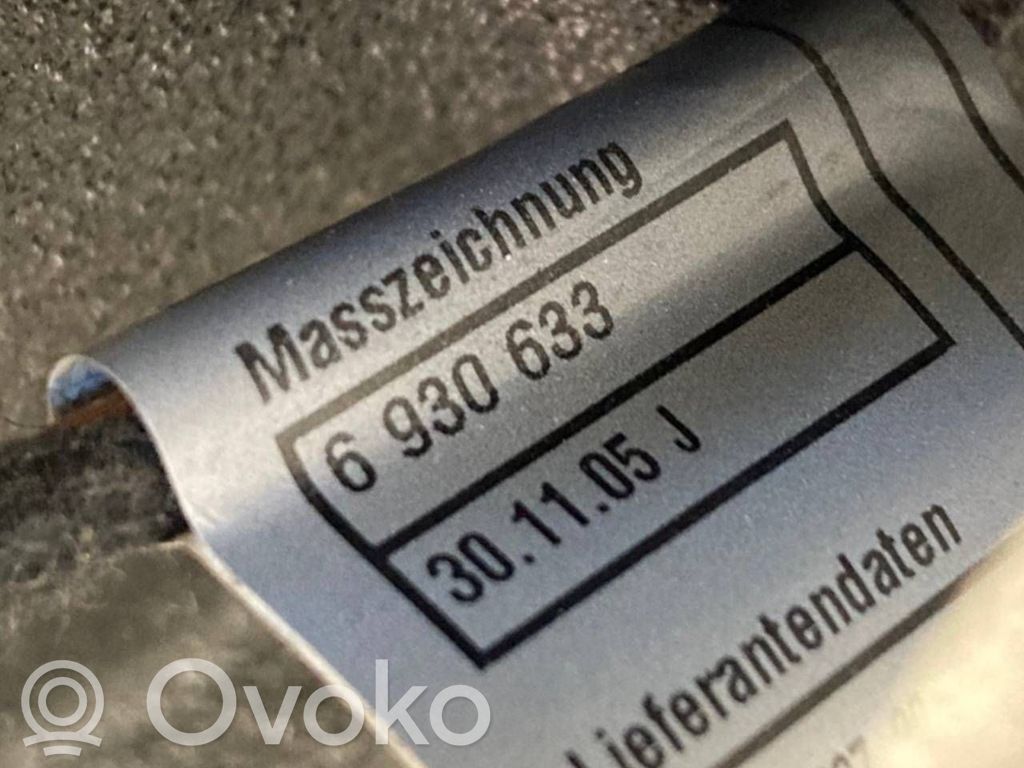 Masszeichnung
6 930 633
30.11.05 J
Lieferantendaten
Ovoko